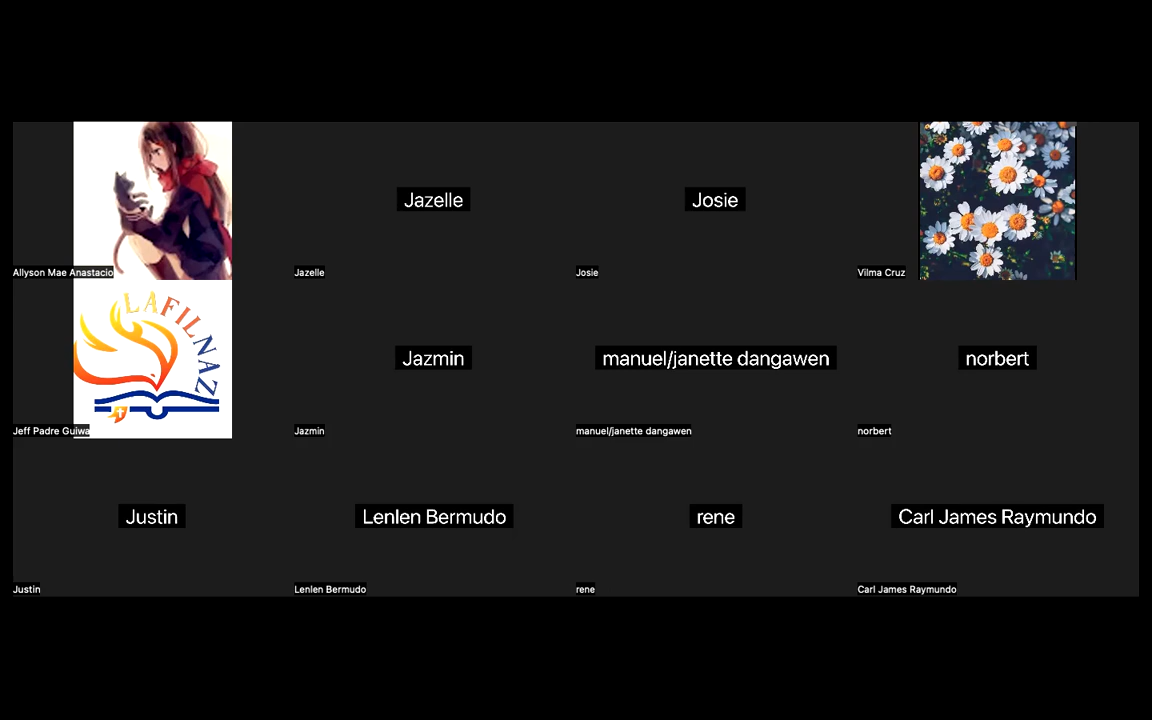 Allyson Mae Anastacio
Jazelle
Jazelle
Josie
Josie
Vilma Cruz
LAFILNAZ
Jeff Padre Guiwa
Jazmin
Jazmin
manuel/janette dangawen
manuel/janette dangawen
norbert
norbert
Justin
Justin
Lenlen Bermudo
Lenlen Bermudo
rene
rene
Carl James Raymundo
Carl James Raymundo